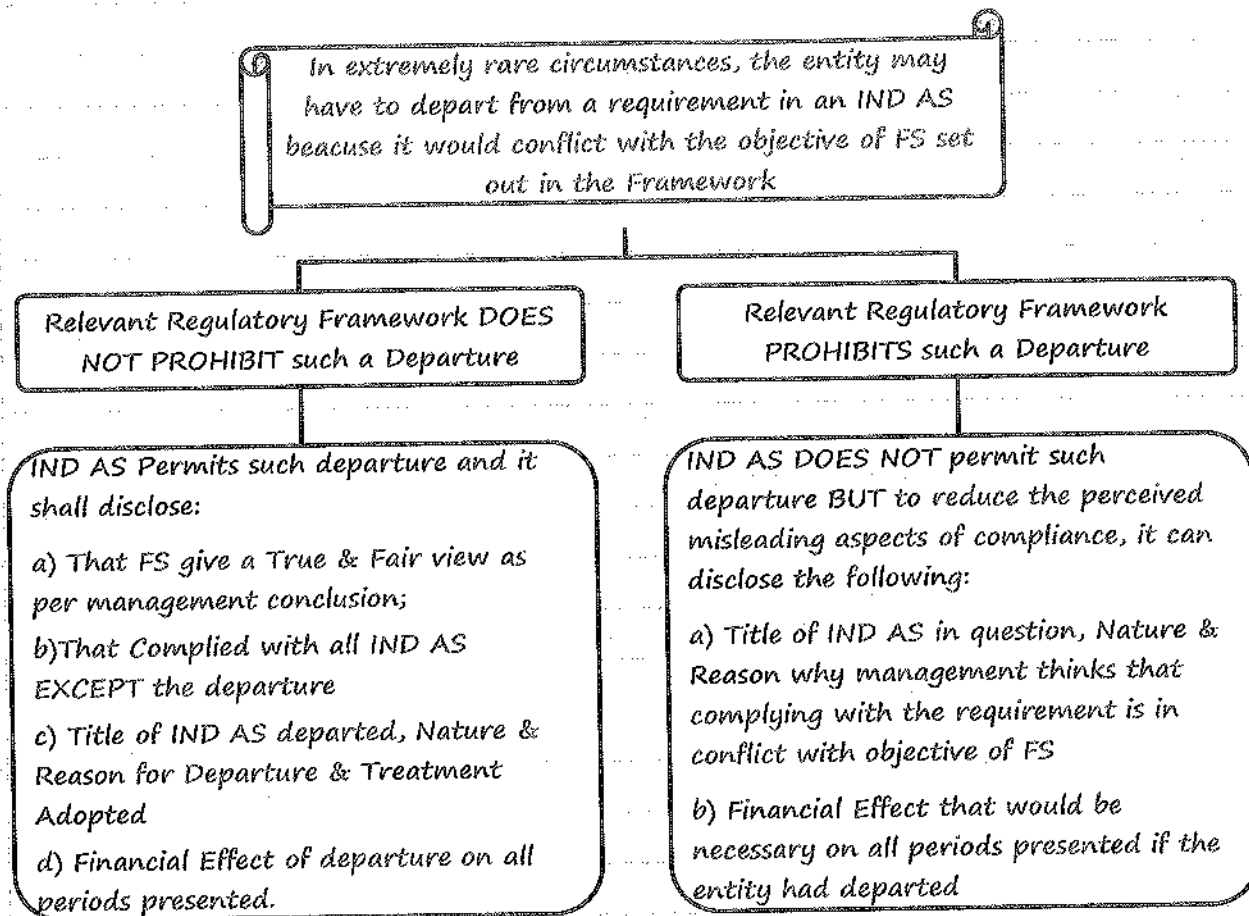 In extremely rare circumstances, the entity may
have to depart from a requirement in an IND AS
beacuse it would conflict with the objective of FS set
out in the Framework
Relevant Regulatory Framework DOES
NOT PROHIBIT such a Departure
Relevant Regulatory Framework
PROHIBITS such a Departure
IND AS Permits such departure and it
shall disclose:
a) That FS give a True & Fair view as
per management conclusion;
b)That Complied with all IND AS
EXCEPT the departure
c) Title of IND AS departed, Nature &
Reason for Departure & Treatment
Adopted
d) Financial Effect of departure on all
periods presented.
IND AS DOES NOT permit such
departure BUT to reduce the perceived
misleading aspects of compliance, it can
disclose the following:
a) Title of IND AS in question, Nature &
Reason why management thinks that
complying with the requirement is in
conflict with objective of FS
b) Financial Effect that would be
necessary on all periods presented if the
entity had departed